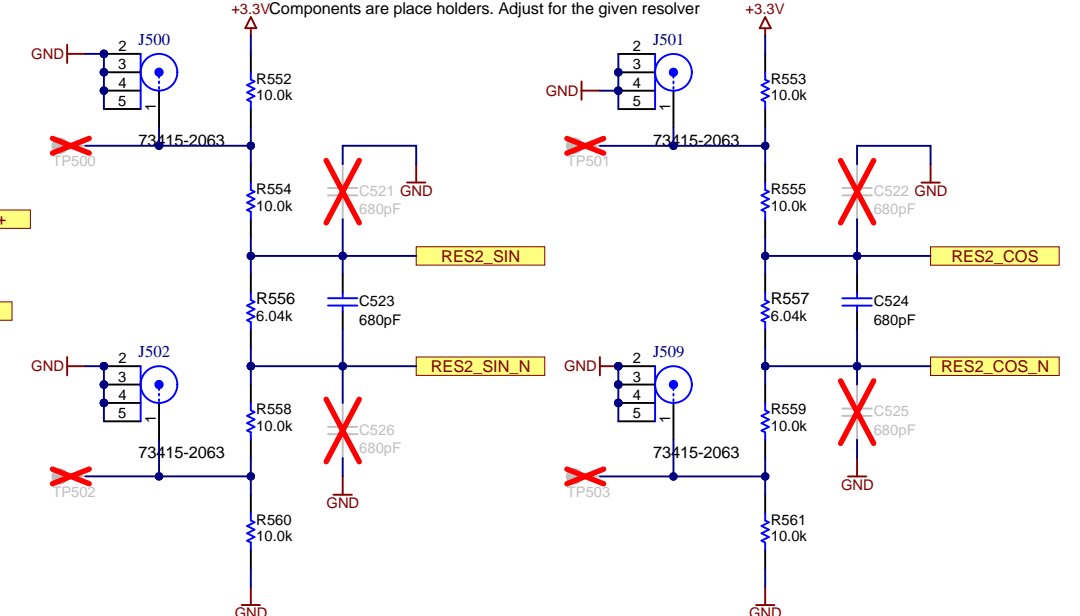 +3.3V Components are place holders. Adjust for the given resolver +3.3V
J500
GND
2
3
4
5
1
73415-2063
TP500
R552
10.0k
R554
10.0k
C521
680pF
GND
RES2_SIN
R556
6.04k
C523
680pF
RES2_SIN_N
J502
GND
2
3
4
5
1
73415-2063
TP502
R558
10.0k
C526
680pF
GND
R560
10.0k
GND
J501
GND
2
3
4
5
1
73415-2063
TP501
R553
10.0k
R555
10.0k
C522
680pF
GND
RES2_COS
R557
6.04k
C524
680pF
RES2_COS_N
J509
GND
2
3
4
5
1
73415-2063
TP503
R559
10.0k
C525
680pF
GND
R561
10.0k
GND
+